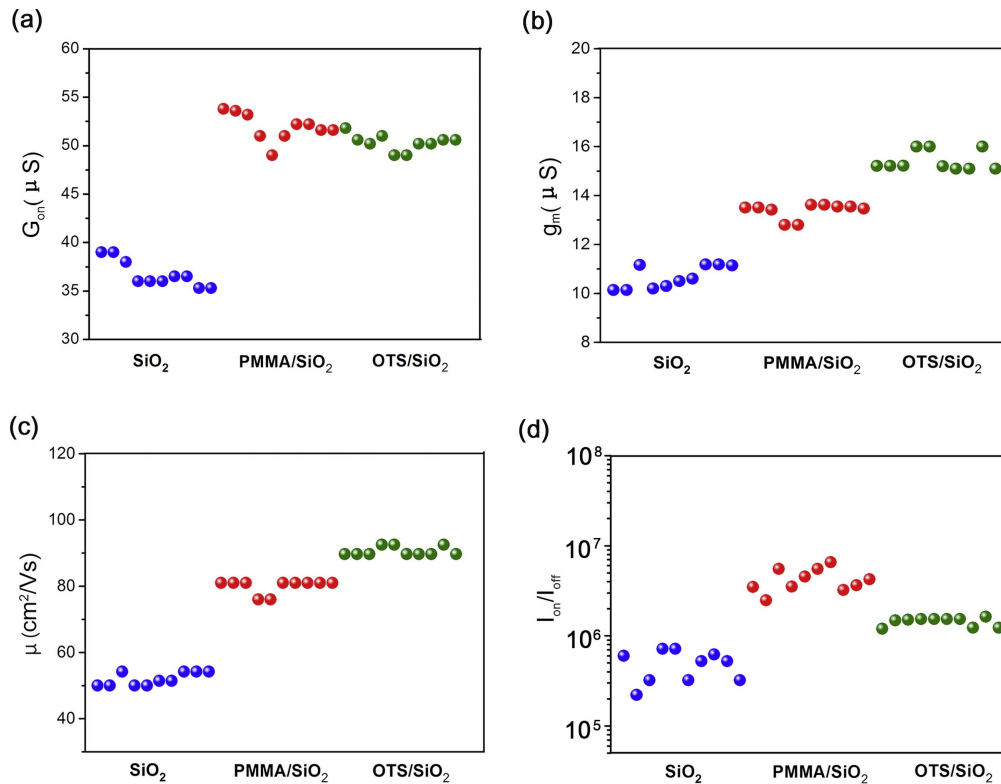 (a)
60
55
50
45
40
35
30
G_on( μ S)
SiO₂
PMMA/SiO₂
OTS/SiO₂
(b)
20
18
16
14
12
10
8
g_m( μ S)
SiO₂
PMMA/SiO₂
OTS/SiO₂
(c)
120
100
80
60
40
μ (cm²/Vs)
SiO₂
PMMA/SiO₂
OTS/SiO₂
(d)
10⁸
10⁷
10⁶
10⁵
I_on/I_off
SiO₂
PMMA/SiO₂
OTS/SiO₂